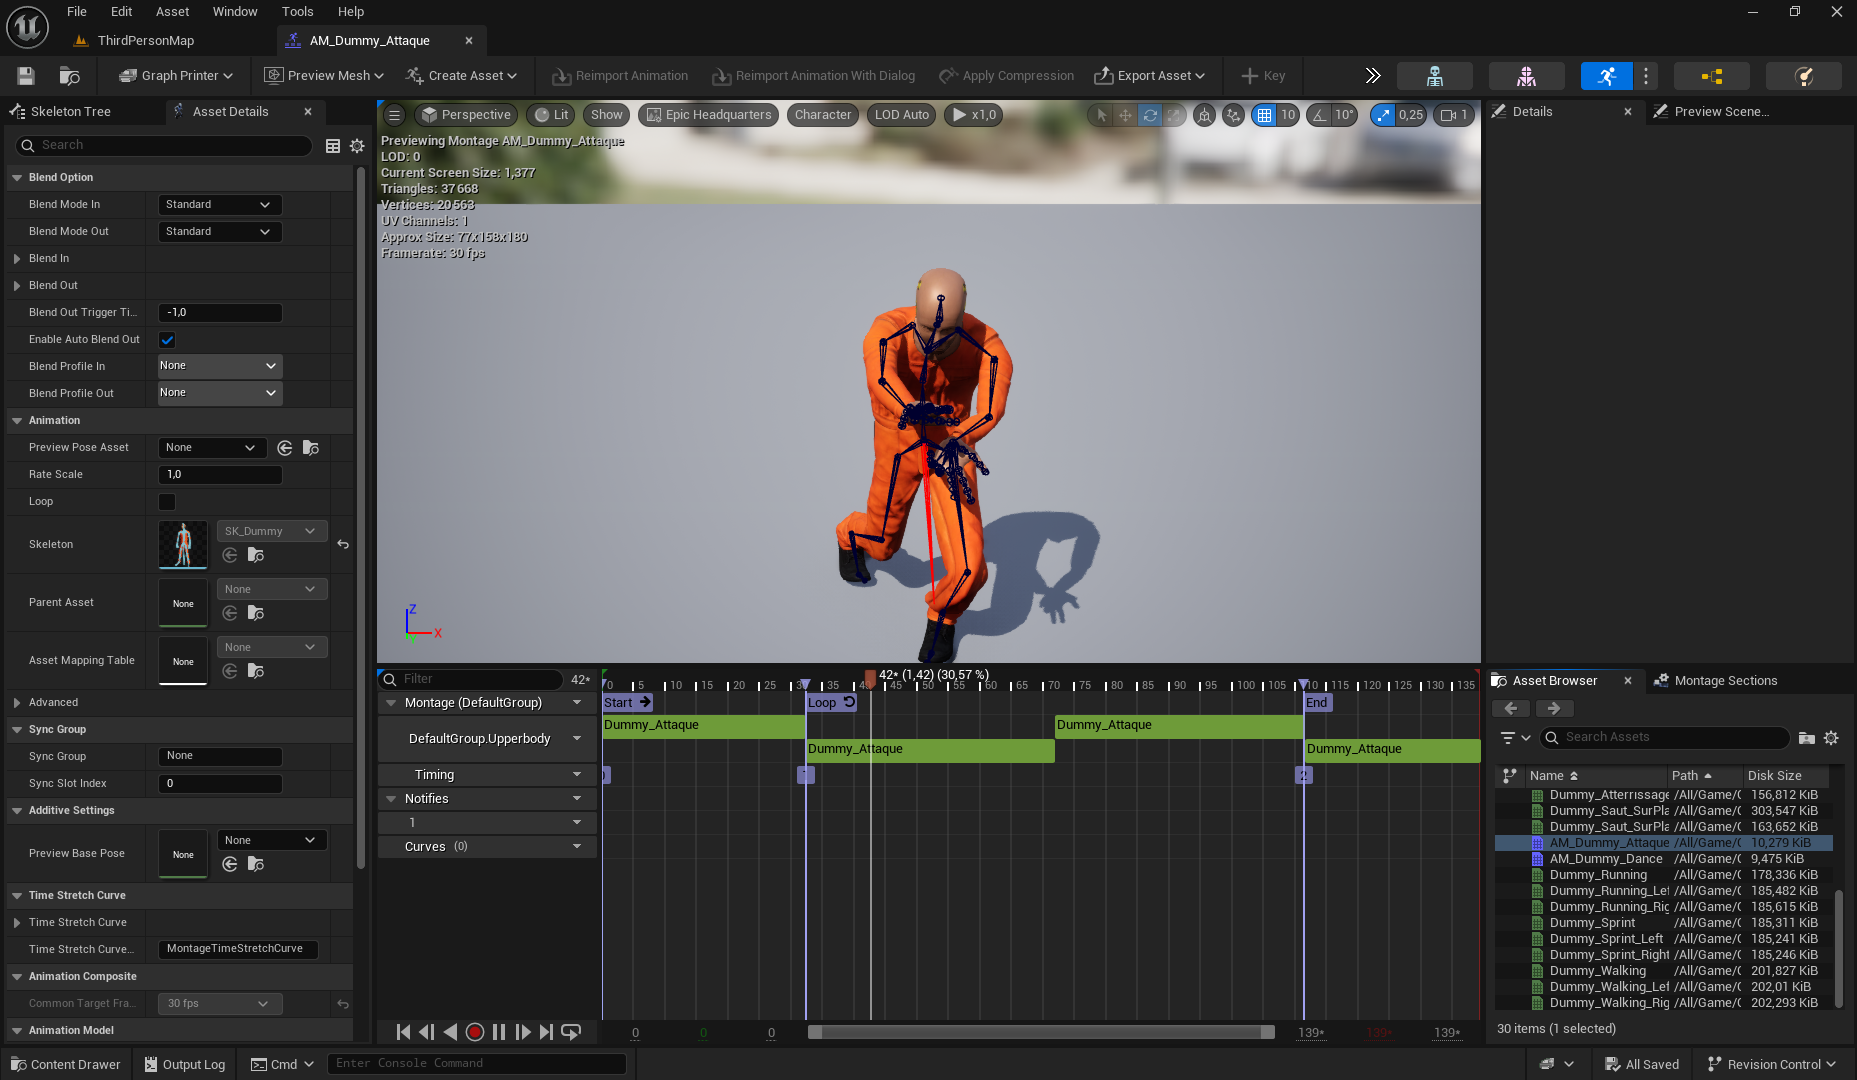 File Edit Asset Window Tools Help
ThirdPersonMap
AM_Dummy_Attaque
Graph Printer
Preview Mesh
Create Asset
Reimport Animation
Reimport Animation With Dialog
Apply Compression
Export Asset
Key
Skeleton Tree
Asset Details
Search
Blend Option
Blend Mode In Standard
Blend Mode Out Standard
Blend In
Blend Out
Blend Out Trigger Ti... -1,0
Enable Auto Blend Out
Blend Profile In None
Blend Profile Out None
Animation
Preview Pose Asset None
Rate Scale 1,0
Loop
Skeleton SK_Dummy
Parent Asset None None
Asset Mapping Table None None
Advanced
Sync Group
Sync Group None
Sync Slot Index 0
Additive Settings
Preview Base Pose None None
Time Stretch Curve
Time Stretch Curve
Time Stretch Curve... MontageTimeStretchCurve
Animation Composite
Common Target Fra... 30 fps
Animation Model
Perspective Lit Show Epic Headquarters Character LOD Auto x1,0
10 10° 0,25 1
Previewing Montage AM_Dummy_Attaque
LOD: 0
Current Screen Size: 1,377
Triangles: 37 668
Vertices: 20 563
UV Channels: 1
Approx Size: 77x158x180
Framerate: 30 fps
Z
X
Filter 42*
42* (1,42) (30,57 %)
0 5 10 15 20 25 35 45 50 55 60 65 70 75 80 85 90 95 100 105 115 120 125 130 135
Montage (DefaultGroup)
Start Loop End
DefaultGroup.Upperbody
Dummy_Attaque Dummy_Attaque
Dummy_Attaque Dummy_Attaque
Timing
2
Notifies
1
Curves (0)
0 0 0 139* 139* 139*
Details
Preview Scene...
Asset Browser
Montage Sections
Search Assets
Name Path Disk Size
Dummy_Atterrissage /All/Game/( 156,812 KiB
Dummy_Saut_SurPla /All/Game/( 303,547 KiB
Dummy_Saut_SurPla /All/Game/( 163,652 KiB
AM_Dummy_Attaque /All/Game/( 10,279 KiB
AM_Dummy_Dance /All/Game/( 9,475 KiB
Dummy_Running /All/Game/( 178,336 KiB
Dummy_Running_Lef /All/Game/( 185,482 KiB
Dummy_Running_Rig /All/Game/( 185,615 KiB
Dummy_Sprint /All/Game/( 185,311 KiB
Dummy_Sprint_Left /All/Game/( 185,241 KiB
Dummy_Sprint_Right /All/Game/( 185,246 KiB
Dummy_Walking /All/Game/( 201,827 KiB
Dummy_Walking_Lef /All/Game/( 202,01 KiB
Dummy_Walking_Rig /All/Game/( 202,293 KiB
30 items (1 selected)
Content Drawer
Output Log
Cmd
Enter Console Command
All Saved
Revision Control